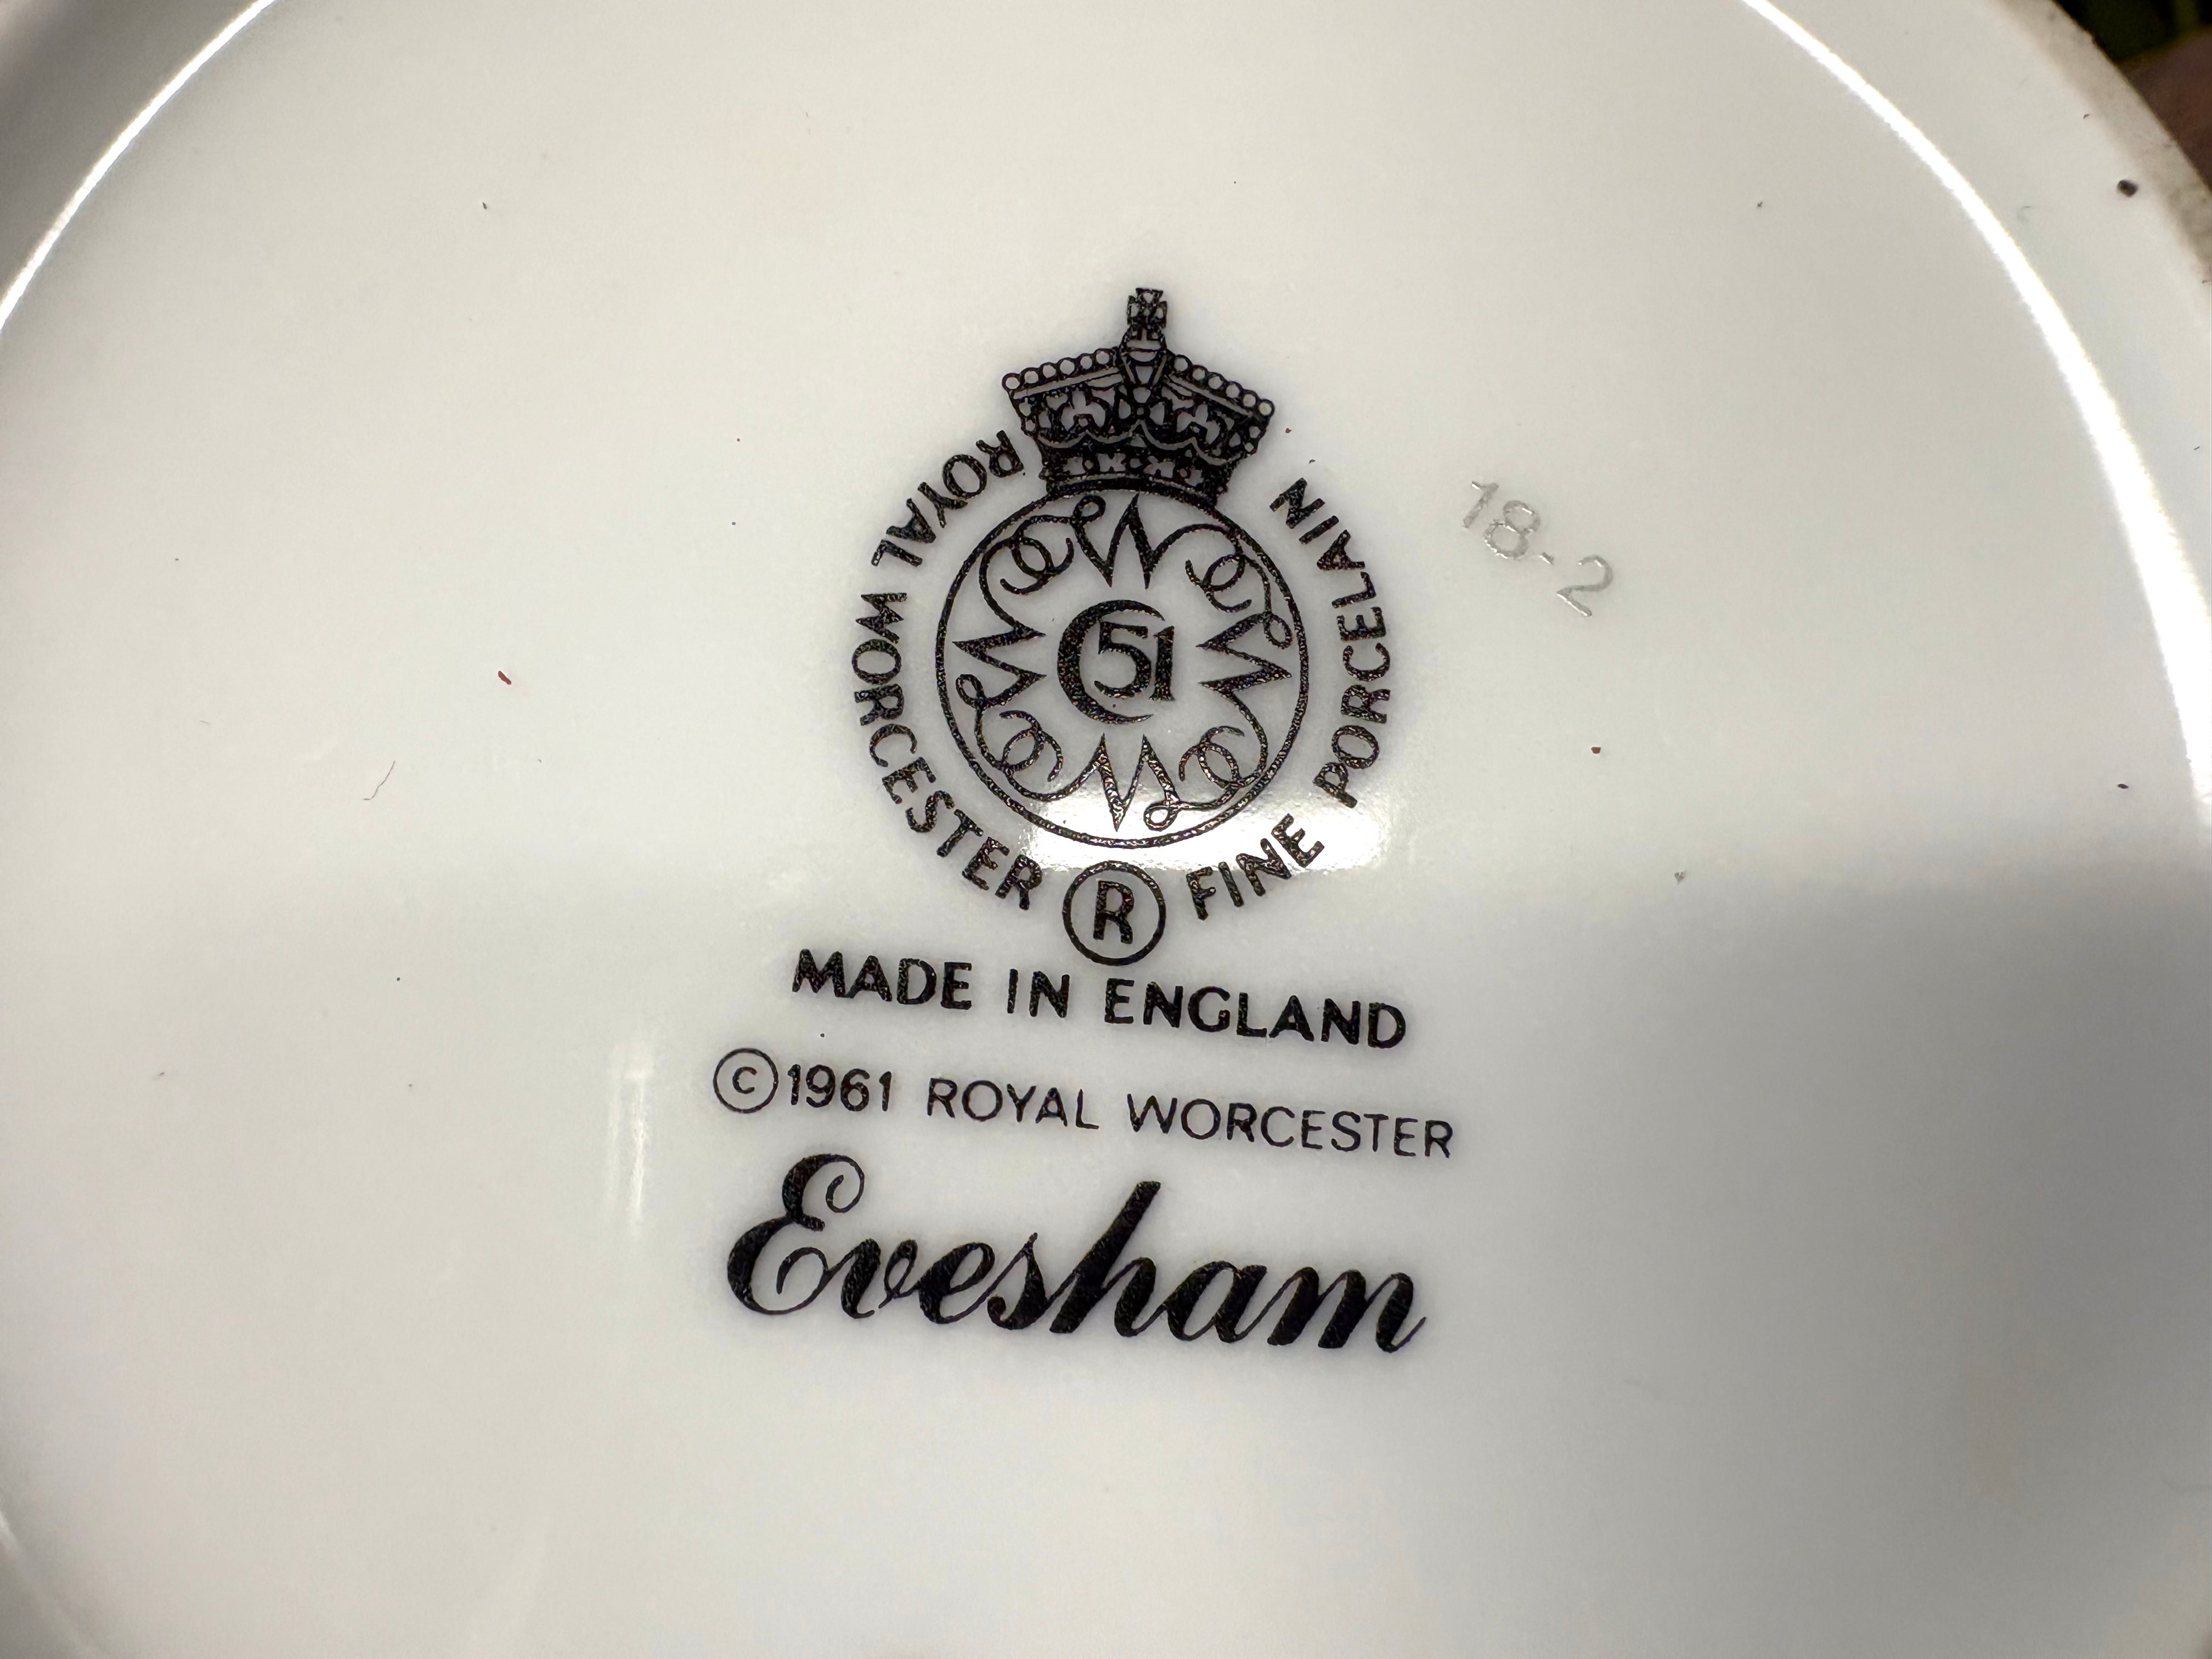 ROYAL WORCESTER ® FINE PORCELAIN
51
18-2
MADE IN ENGLAND
©1961 ROYAL WORCESTER
Evesham